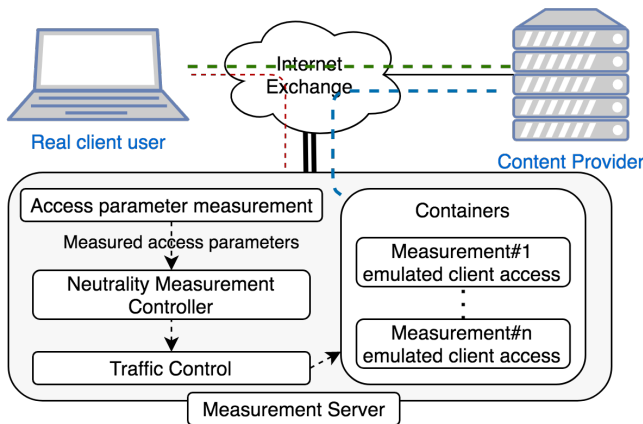 Internet
Exchange
Real client user
Content Provider
Access parameter measurement
Measured access parameters
Neutrality Measurement
Controller
Traffic Control
Containers
Measurement#1
emulated client access
Measurement#n
emulated client access
Measurement Server